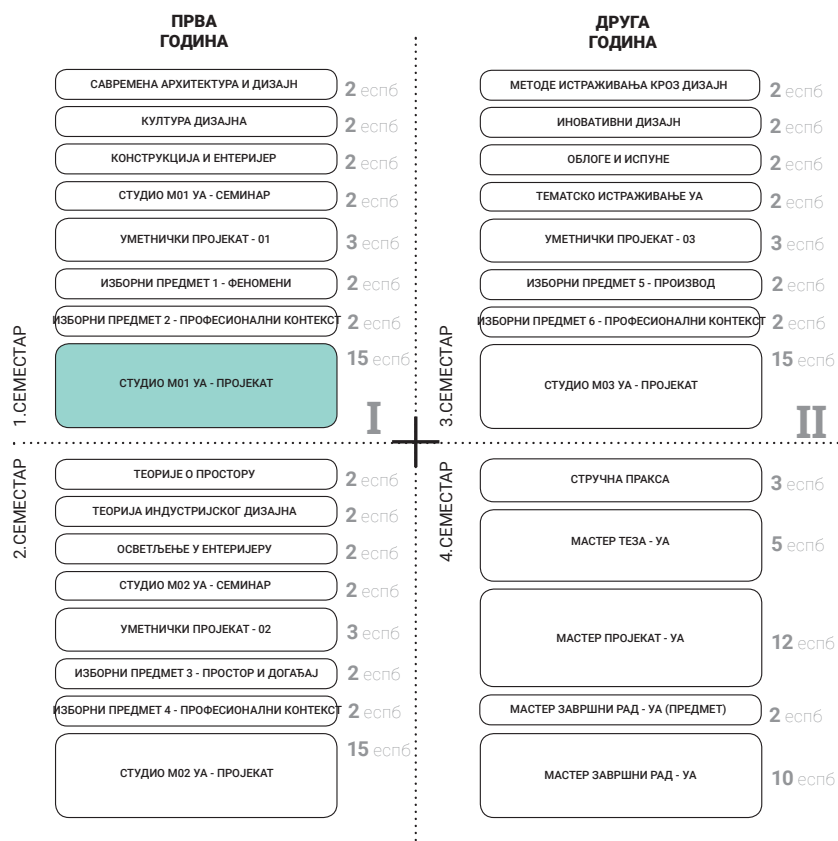 ПРВА
ГОДИНА
ДРУГА
ГОДИНА
1.СЕМЕСТАР
САВРЕМЕНА АРХИТЕКТУРА И ДИЗАЈН 2 еспб
КУЛТУРА ДИЗАЈНА 2 еспб
КОНСТРУКЦИЈА И ЕНТЕРИЈЕР 2 еспб
СТУДИО М01 УА - СЕМИНАР 2 еспб
УМЕТНИЧКИ ПРОЈЕКАТ - 01 3 еспб
ИЗБОРНИ ПРЕДМЕТ 1 - ФЕНОМЕНИ 2 еспб
ИЗБОРНИ ПРЕДМЕТ 2 - ПРОФЕСИОНАЛНИ КОНТЕКСТ 2 еспб
СТУДИО М01 УА - ПРОЈЕКАТ 15 еспб
I
3.СЕМЕСТАР
МЕТОДЕ ИСТРАЖИВАЊА КРОЗ ДИЗАЈН 2 еспб
ИНОВАТИВНИ ДИЗАЈН 2 еспб
ОБЛОГЕ И ИСПУНЕ 2 еспб
ТЕМАТСКО ИСТРАЖИВАЊЕ УА 2 еспб
УМЕТНИЧКИ ПРОЈЕКАТ - 03 3 еспб
ИЗБОРНИ ПРЕДМЕТ 5 - ПРОИЗВОД 2 еспб
ИЗБОРНИ ПРЕДМЕТ 6 - ПРОФЕСИОНАЛНИ КОНТЕКСТ 2 еспб
СТУДИО М03 УА - ПРОЈЕКАТ 15 еспб
II
2.СЕМЕСТАР
ТЕОРИЈЕ О ПРОСТОРУ 2 еспб
ТЕОРИЈА ИНДУСТРИЈСКОГ ДИЗАЈНА 2 еспб
ОСВЕТЉЕЊЕ У ЕНТЕРИЈЕРУ 2 еспб
СТУДИО М02 УА - СЕМИНАР 2 еспб
УМЕТНИЧКИ ПРОЈЕКАТ - 02 3 еспб
ИЗБОРНИ ПРЕДМЕТ 3 - ПРОСТОР И ДОГАЂАЈ 2 еспб
ИЗБОРНИ ПРЕДМЕТ 4 - ПРОФЕСИОНАЛНИ КОНТЕКСТ 2 еспб
СТУДИО М02 УА - ПРОЈЕКАТ 15 еспб
4.СЕМЕСТАР
СТРУЧНА ПРАКСА 3 еспб
МАСТЕР ТЕЗА - УА 5 еспб
МАСТЕР ПРОЈЕКАТ - УА 12 еспб
МАСТЕР ЗАВРШНИ РАД - УА (ПРЕДМЕТ) 2 еспб
МАСТЕР ЗАВРШНИ РАД - УА 10 еспб